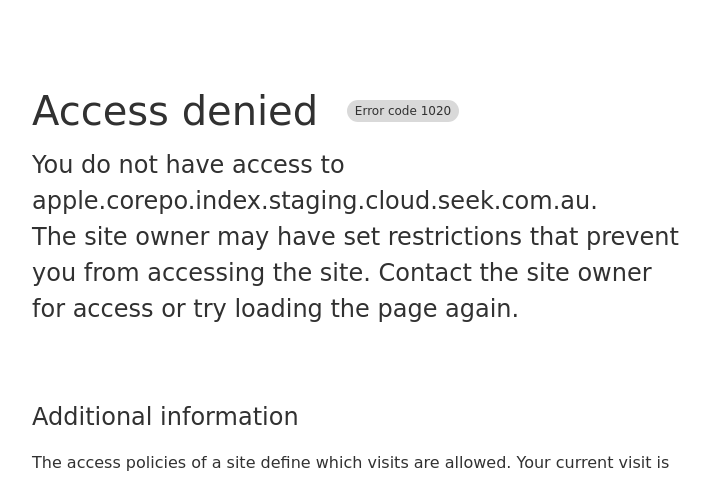 Access denied Error code 1020
You do not have access to
apple.corepo.index.staging.cloud.seek.com.au.
The site owner may have set restrictions that prevent
you from accessing the site. Contact the site owner
for access or try loading the page again.
Additional information
The access policies of a site define which visits are allowed. Your current visit is